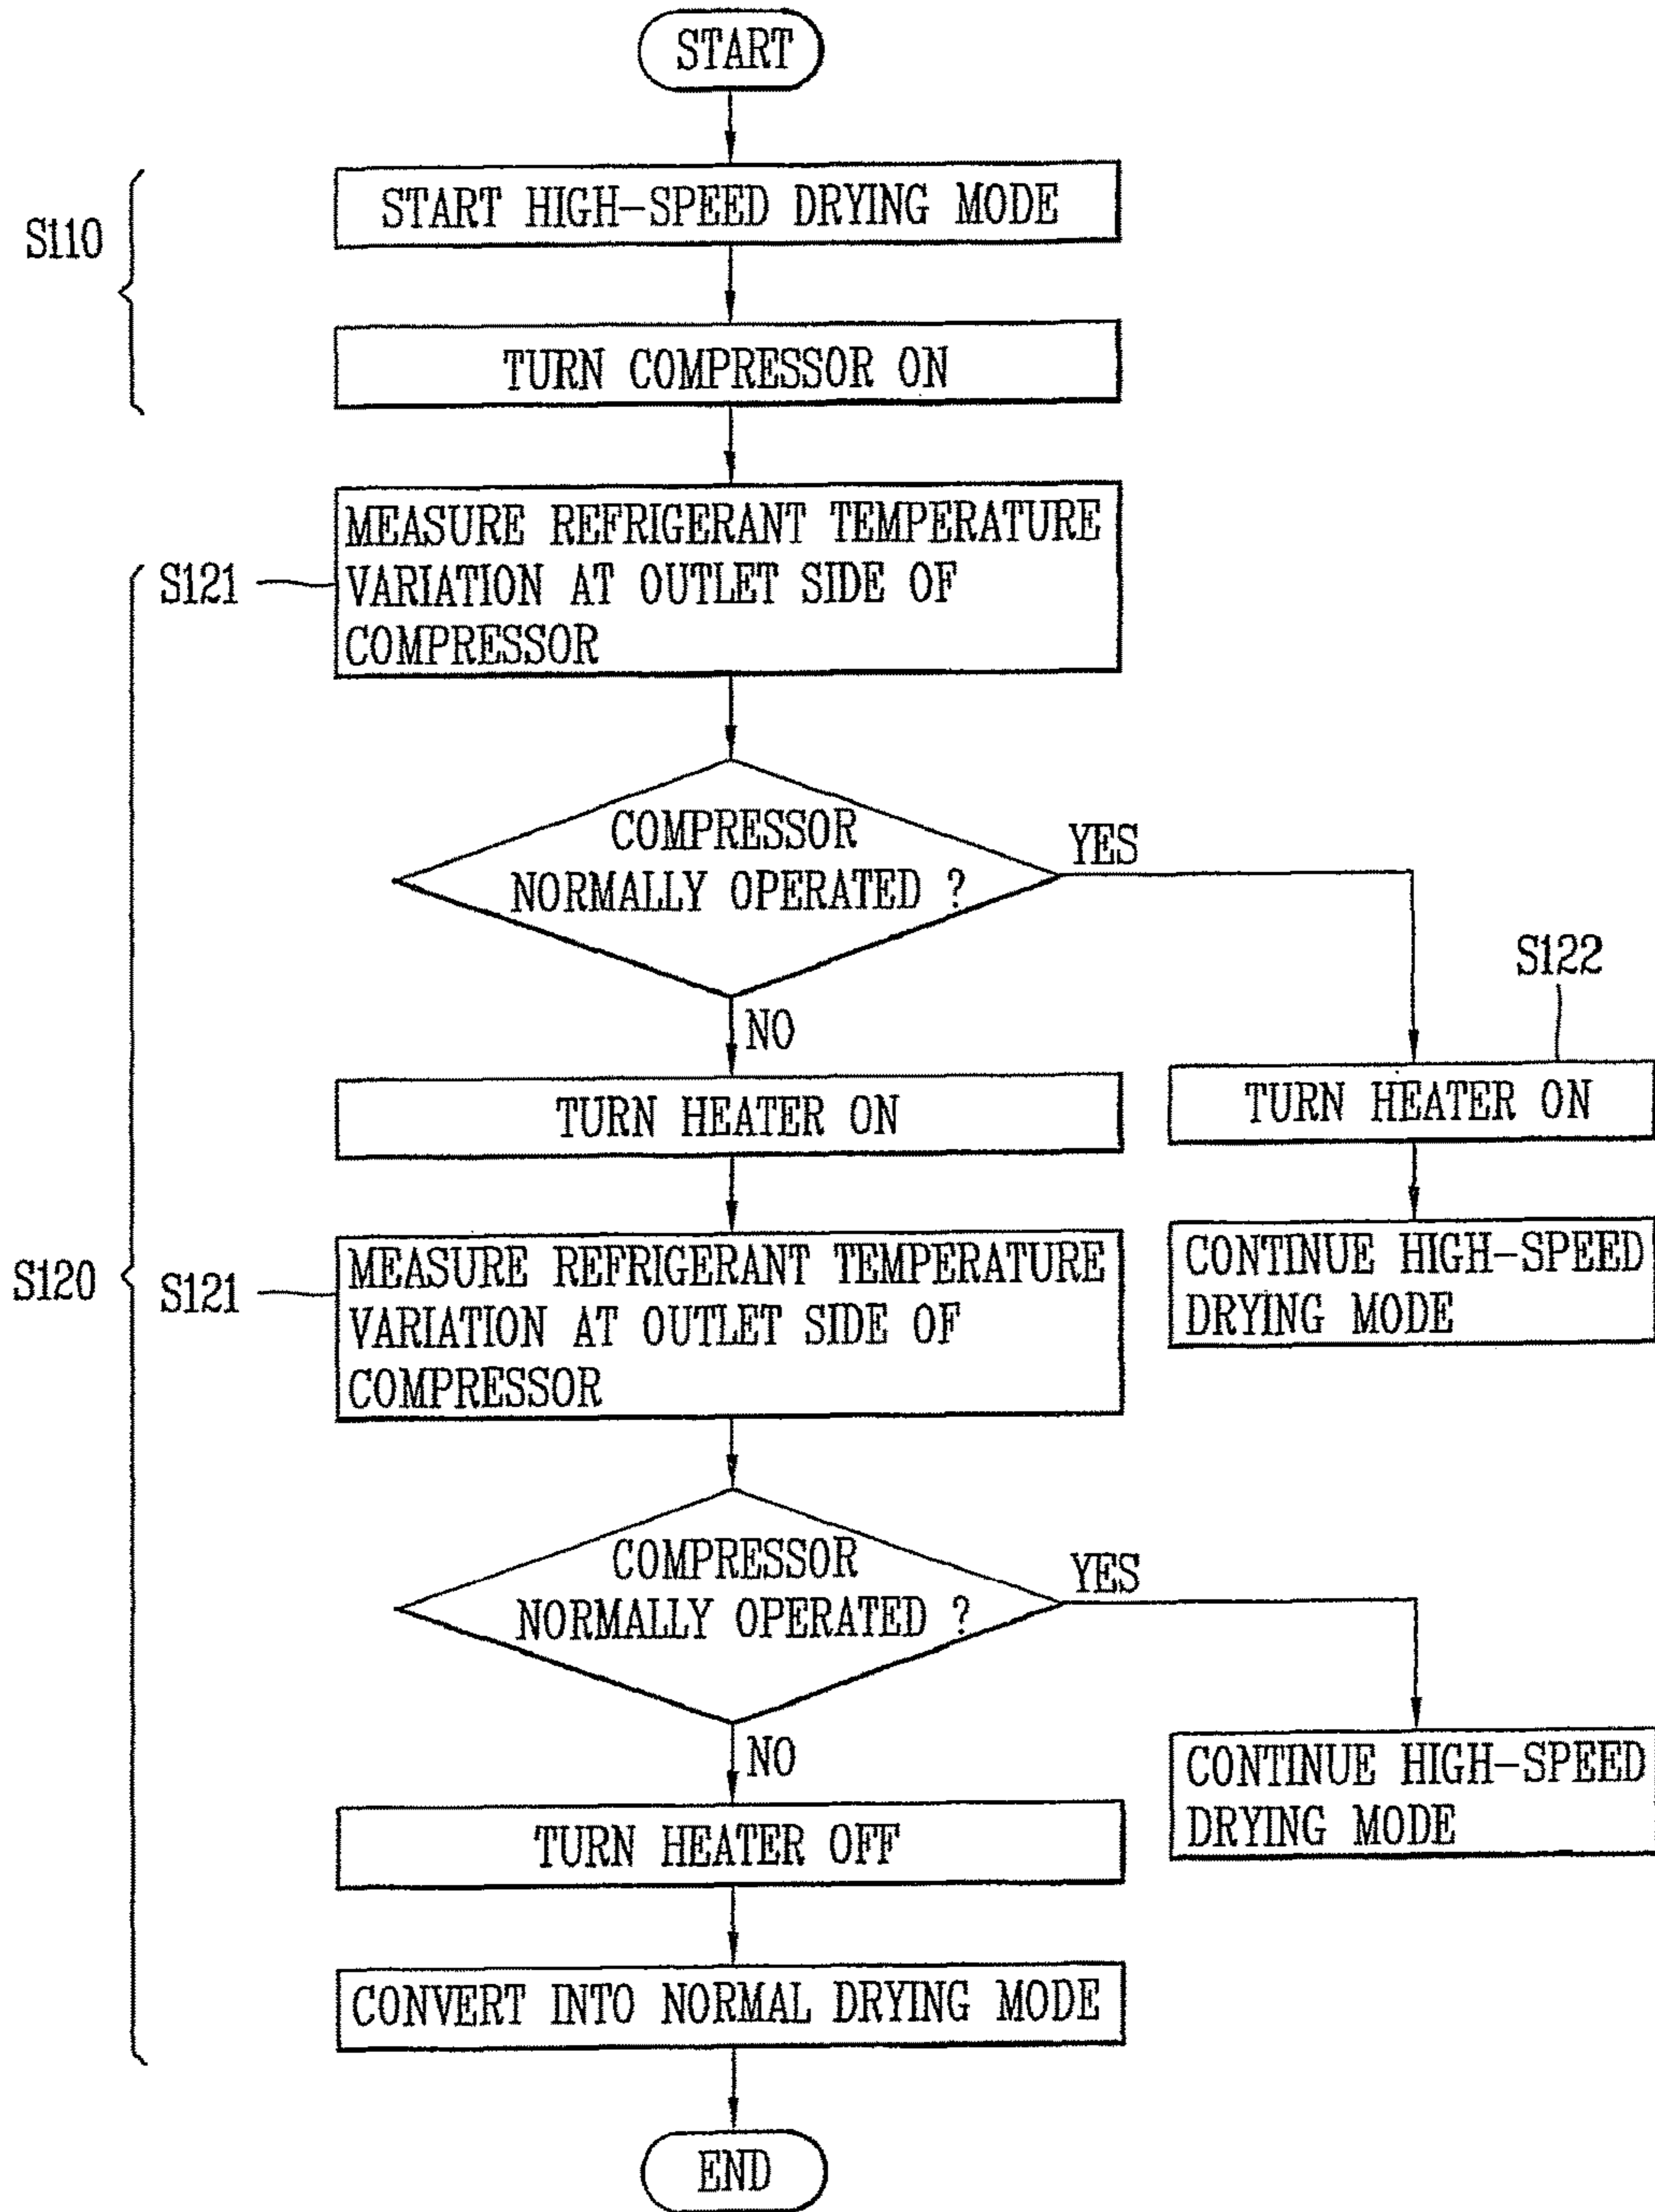 START
START HIGH-SPEED DRYING MODE
S110
TURN COMPRESSOR ON
MEASURE REFRIGERANT TEMPERATURE
VARIATION AT OUTLET SIDE OF
COMPRESSOR
S121
COMPRESSOR
NORMALLY OPERATED ?
YES
NO
S122
TURN HEATER ON
TURN HEATER ON
S120
S121
MEASURE REFRIGERANT TEMPERATURE
VARIATION AT OUTLET SIDE OF
COMPRESSOR
CONTINUE HIGH-SPEED
DRYING MODE
COMPRESSOR
NORMALLY OPERATED ?
YES
NO
CONTINUE HIGH-SPEED
DRYING MODE
TURN HEATER OFF
CONVERT INTO NORMAL DRYING MODE
END